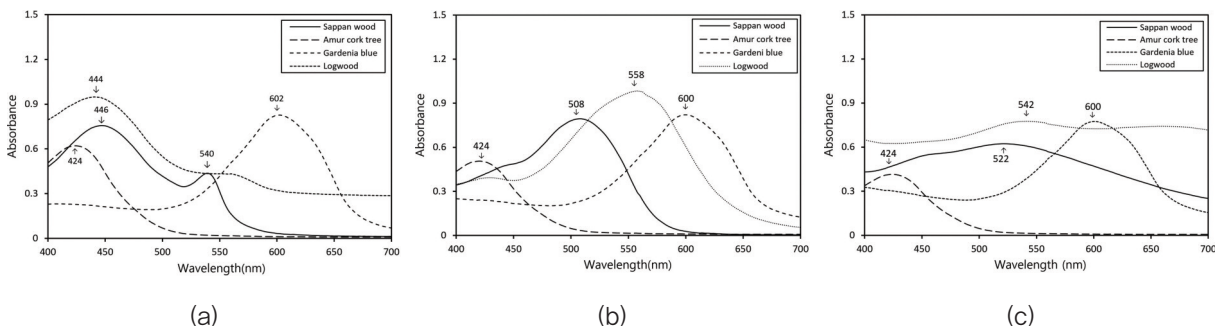 1.5
1.2
0.9
0.6
0.3
0
Absorbance
400
450
500
550
600
650
700
Wavelength(nm)
Sappan wood
Amur cork tree
Gardenia blue
Logwood
444
446
424
540
602
(a)
1.5
1.2
0.9
0.6
0.3
0
Absorbance
400
450
500
550
600
650
700
Wavelength(nm)
Sappan wood
Amur cork tree
Gardeni blue
Logwood
424
508
558
600
(b)
1.5
1.2
0.9
0.6
0.3
0
Absorbance
400
450
500
550
600
650
700
Wavelength (nm)
Sappan wood
Amur cork tree
Gardenia blue
Logwood
424
522
542
600
(c)